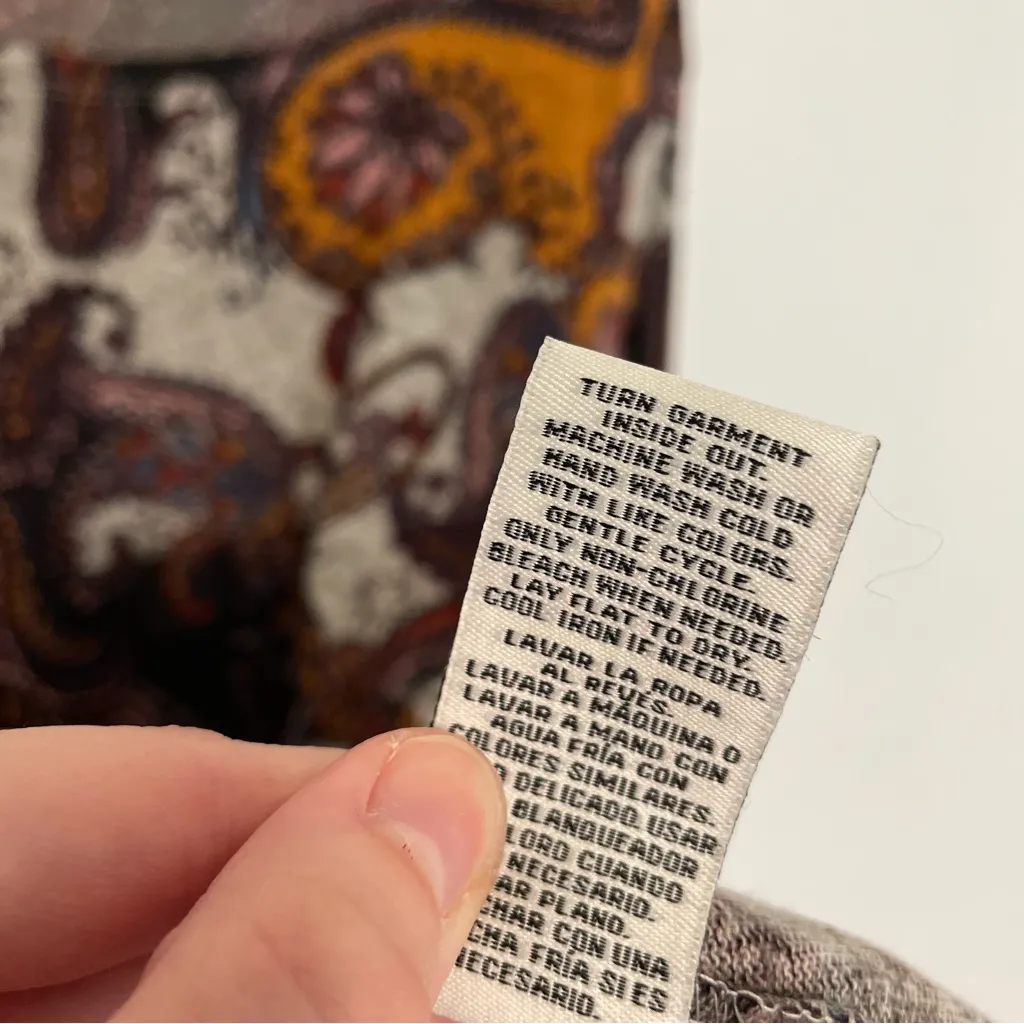 TURN GARMENT
INSIDE OUT.
MACHINE WASH OR
HAND WASH COLD
WITH LIKE COLORS.
GENTLE CYCLE.
ONLY NON-CHLORINE
BLEACH WHEN NEEDED.
LAY FLAT TO DRY.
COOL IRON IF NEEDED.
LAVAR LA ROPA
AL REVES.
LAVAR A MÁQUINA O
LAVAR A MANO CON
AGUA FRÍA CON
COLORES SIMILARES.
DELICADO. USAR
BLANQUEADOR
CUANDO
NECESARIO.
PLANO.
CON UNA
FRÍA SI ES
NECESARIO.